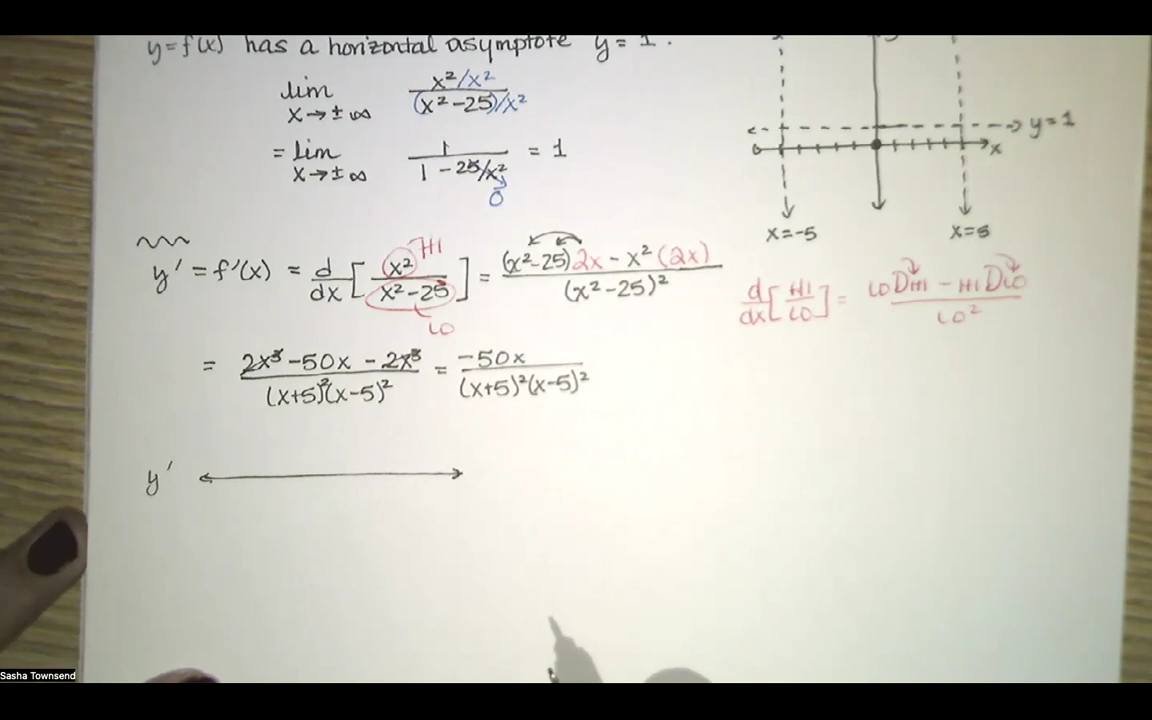 y = f(x) has a horizontal asymptote y = 1.
lim x→±∞ x²/x² / (x²-25)/x²
= lim x→±∞ 1 / 1 - 25/x² = 1
0
y = 1
x
x=-5
x=5
y' = f'(x) = d/dx [ x² / x²-25 ] = (x²-25)2x - x²(2x) / (x²-25)²
HI
LO
d/dx [ HI / LO ] = LO DHI - HI DLO / LO²
= 2x³ - 50x - 2x³ / (x+5)²(x-5)² = -50x / (x+5)²(x-5)²
y'
Sasha Townsend